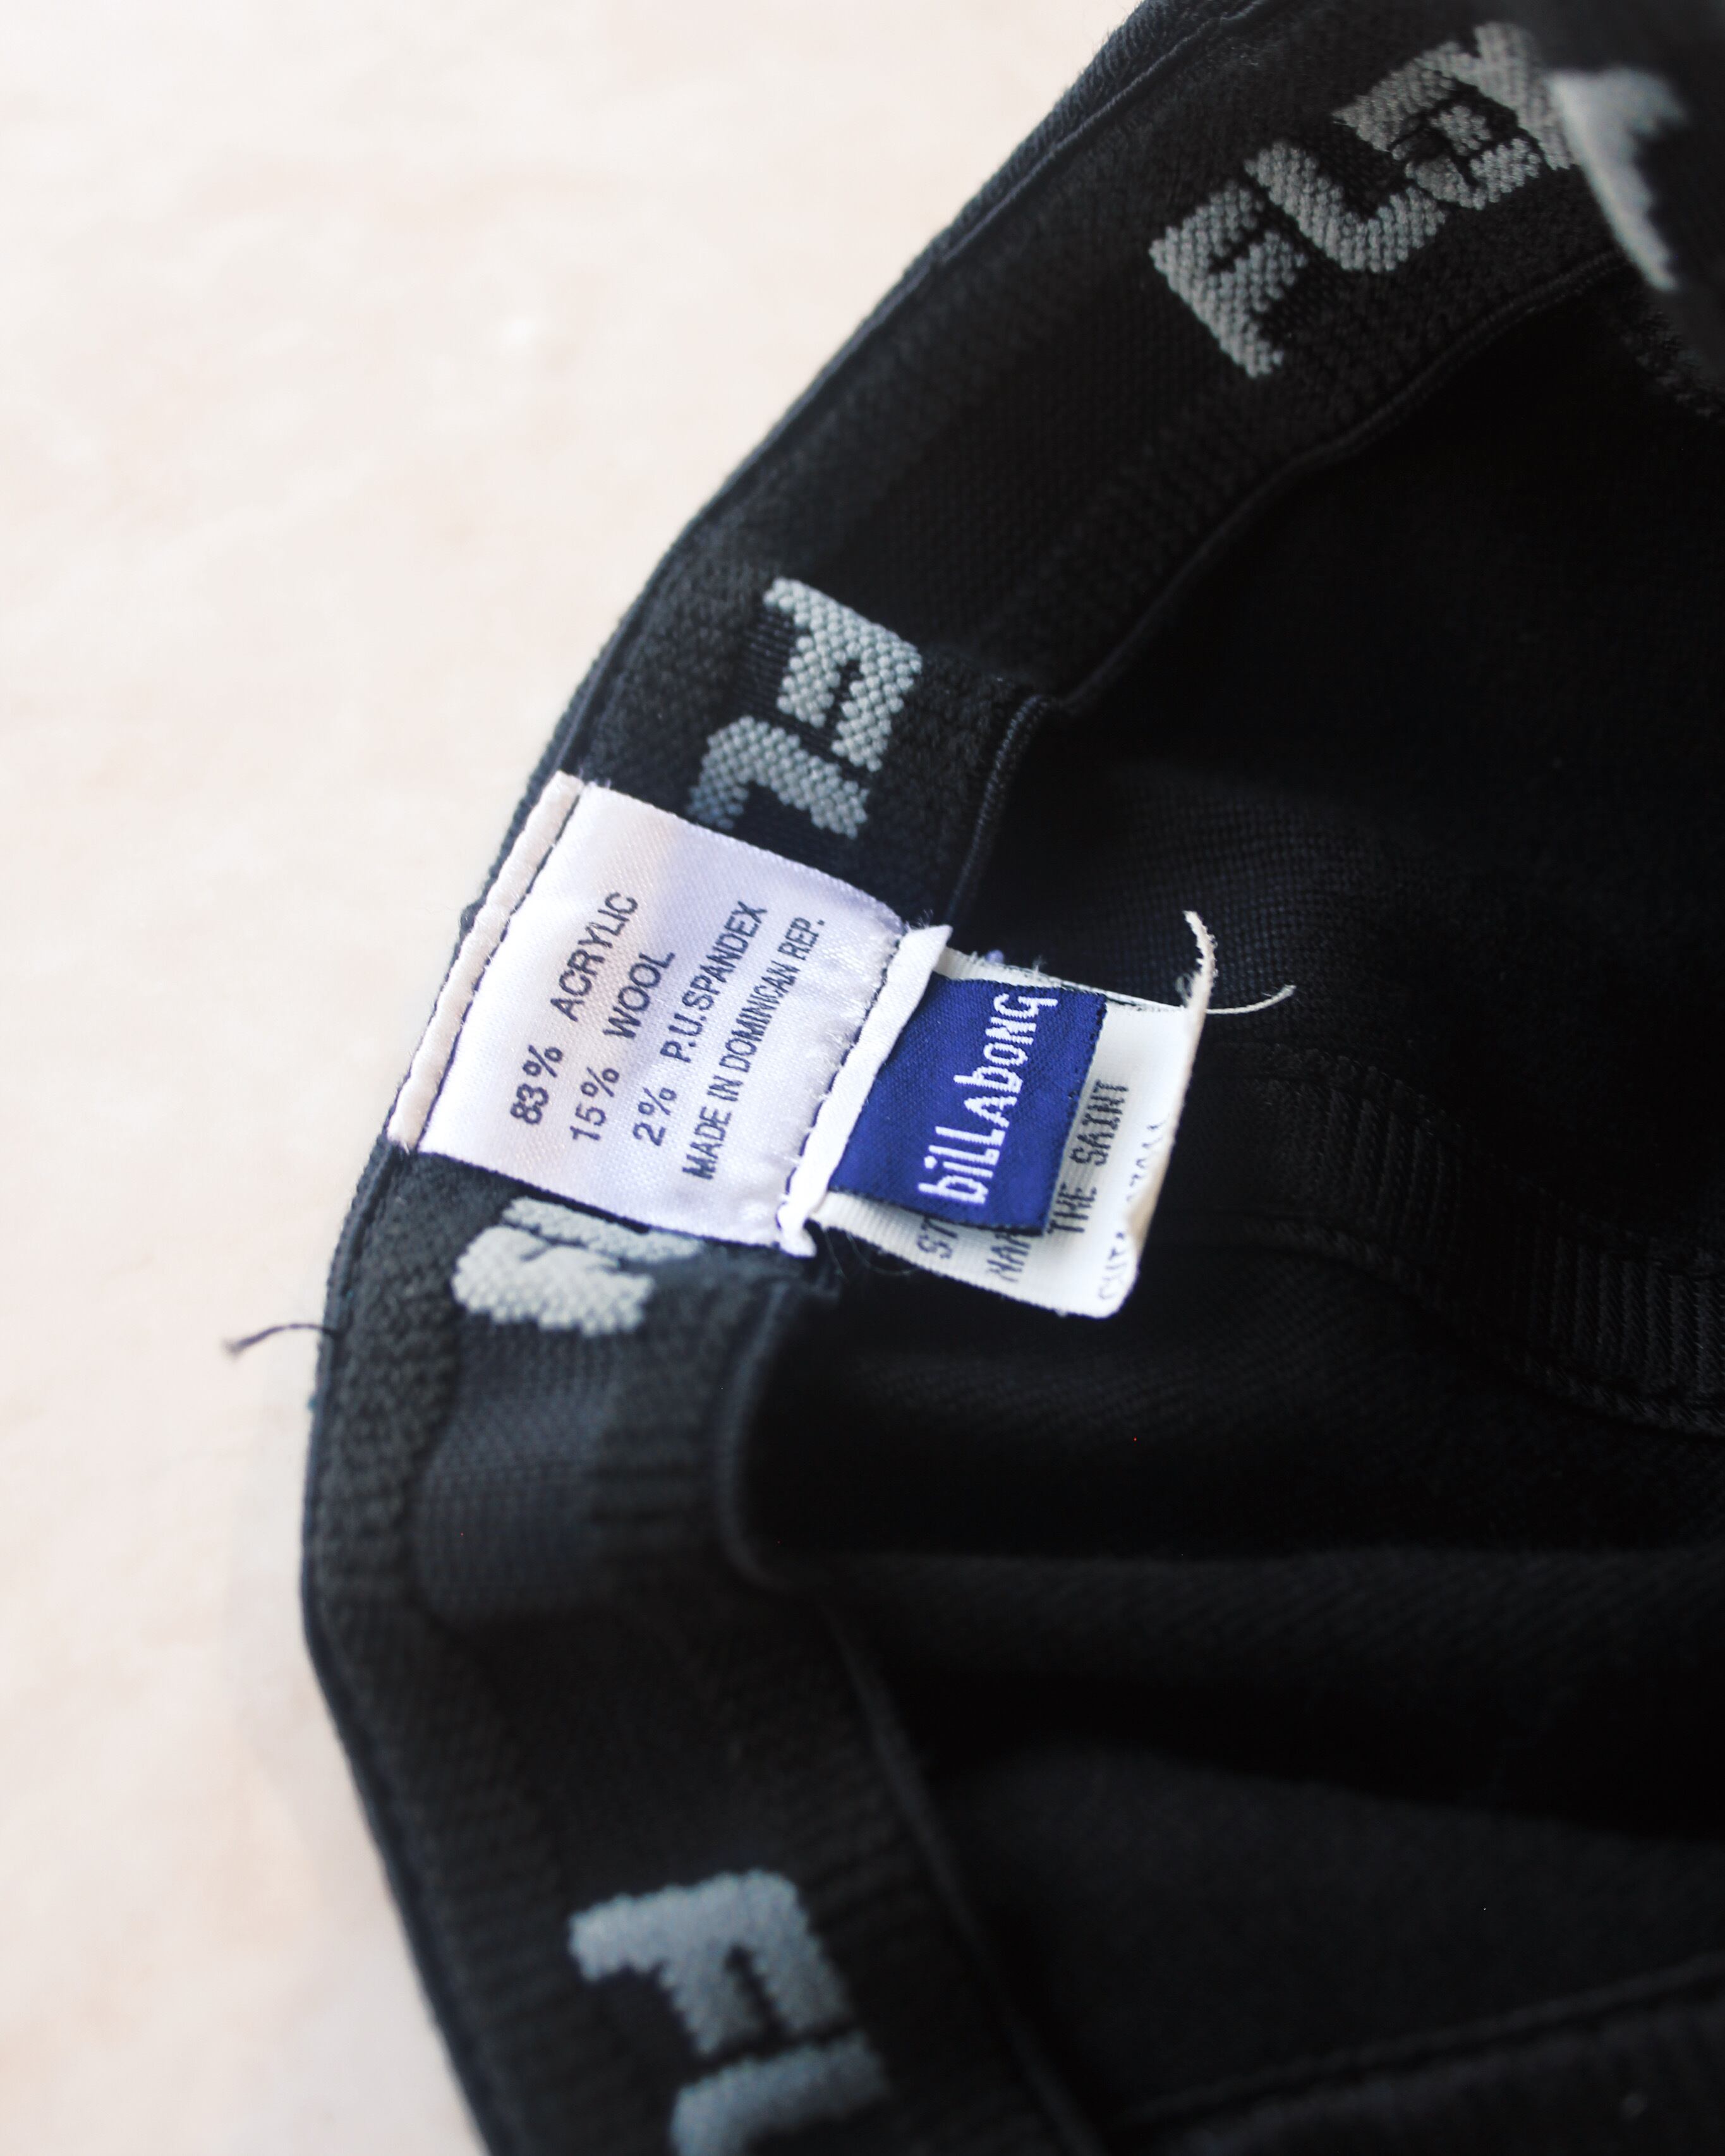 83% ACRYLIC
15% WOOL
2% P.U.SPANDEX
MADE IN DOMINICAN REP.
biLLAbONG
THE SAINT